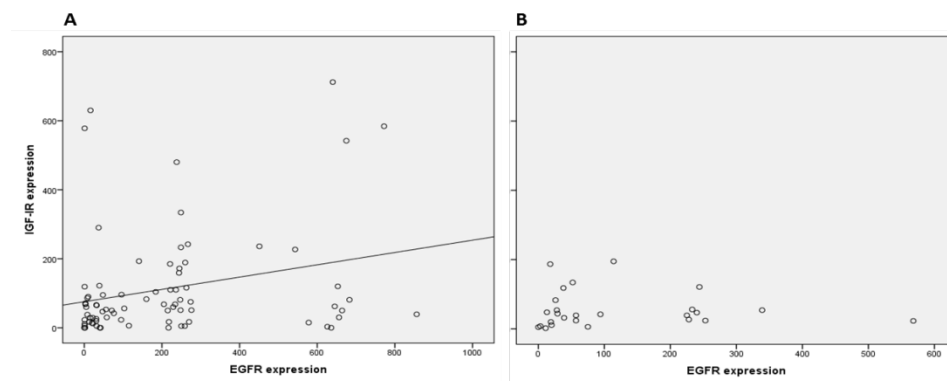 A
B
800
600
400
200
0
IGF-IR expression
0 200 400 600 800 1000
EGFR expression
0 100 200 300 400 500 600
EGFR expression